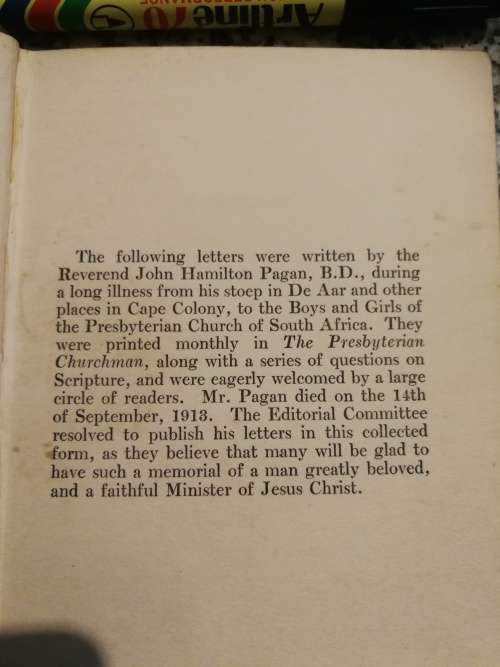 Artline 70
The following letters were written by the
Reverend John Hamilton Pagan, B.D., during
a long illness from his stoep in De Aar and other
places in Cape Colony, to the Boys and Girls of
the Presbyterian Church of South Africa. They
were printed monthly in The Presbyterian
Churchman, along with a series of questions on
Scripture, and were eagerly welcomed by a large
circle of readers. Mr. Pagan died on the 14th
of September, 1913. The Editorial Committee
resolved to publish his letters in this collected
form, as they believe that many will be glad to
have such a memorial of a man greatly beloved,
and a faithful Minister of Jesus Christ.